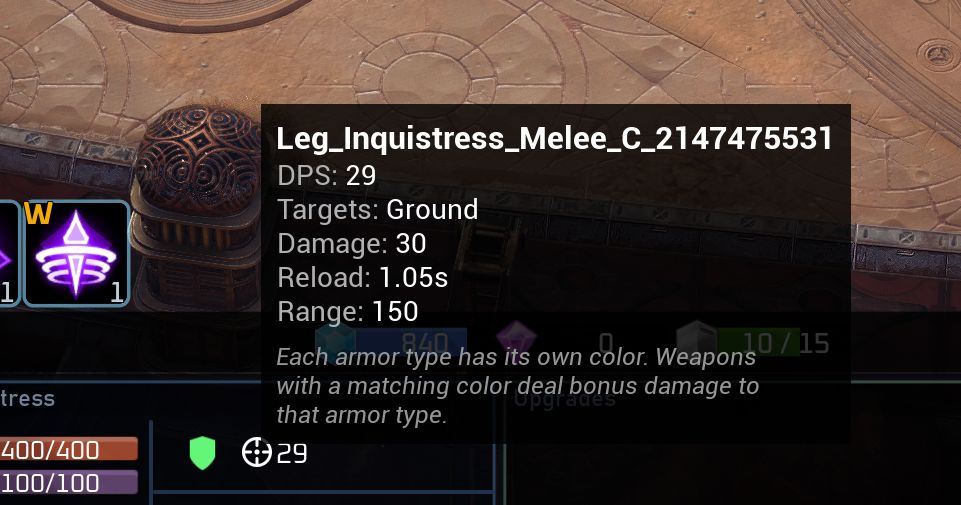 Leg_Inquistress_Melee_C_2147475531
DPS: 29
Targets: Ground
Damage: 30
Reload: 1.05s
Range: 150
W
1
1
840
0
10 / 15
Each armor type has its own color. Weapons
with a matching color deal bonus damage to
that armor type.
tress
Upgrades
400/400
29
100/100